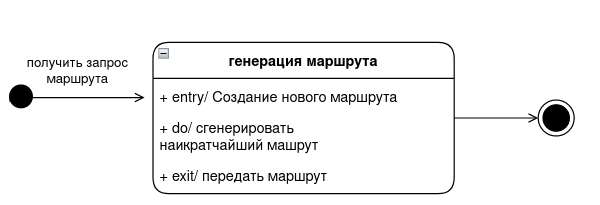 получить запрос
маршрута
генерация маршрута
+ entry/ Создание нового маршрута
+ do/ сгенерировать
наикратчайший машрут
+ exit/ передать маршрут